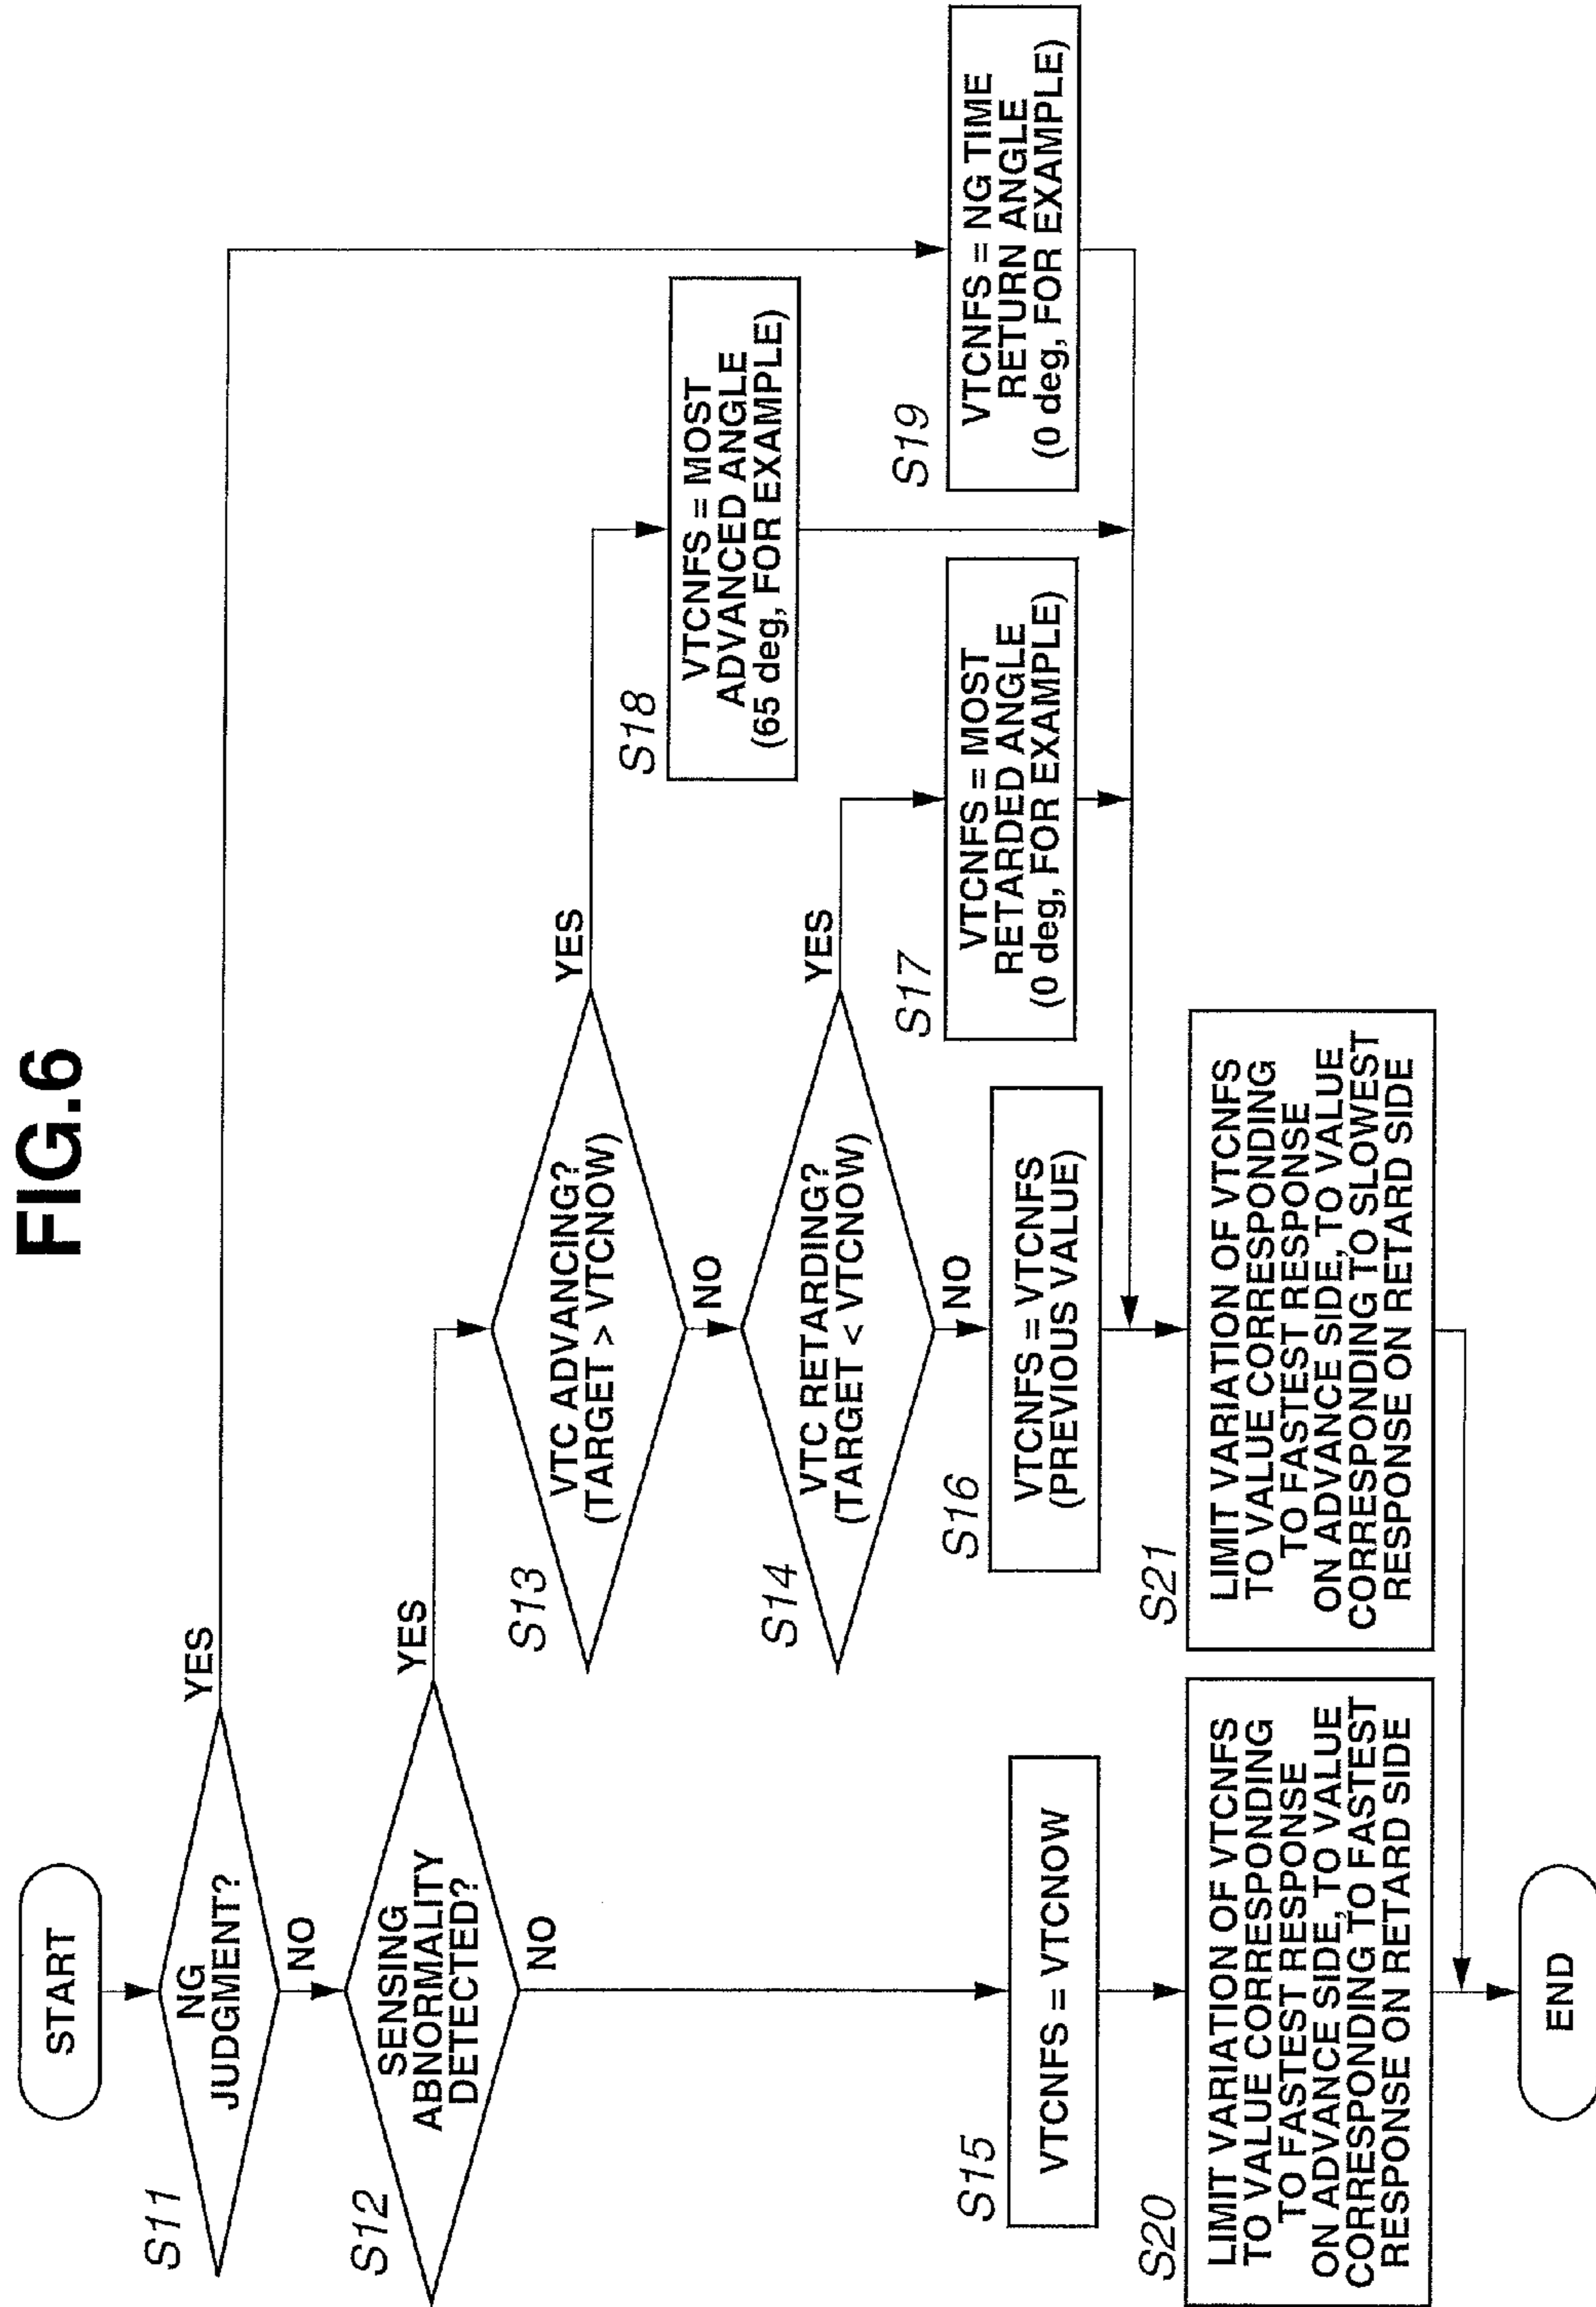 FIG.6
START
S11
NG
JUDGMENT?
YES
NO
S12
SENSING
ABNORMALITY
DETECTED?
YES
NO
S13
VTC ADVANCING?
(TARGET > VTCNOW)
YES
NO
S14
VTC RETARDING?
(TARGET < VTCNOW)
YES
NO
S15
VTCNFS = VTCNOW
S16
VTCNFS = VTCNFS
(PREVIOUS VALUE)
S17
VTCNFS = MOST
RETARDED ANGLE
(0 deg, FOR EXAMPLE)
S18
VTCNFS = MOST
ADVANCED ANGLE
(65 deg, FOR EXAMPLE)
S19
VTCNFS = NG TIME
RETURN ANGLE
(0 deg, FOR EXAMPLE)
S20
LIMIT VARIATION OF VTCNFS
TO VALUE CORRESPONDING
TO FASTEST RESPONSE
ON ADVANCE SIDE, TO VALUE
CORRESPONDING TO FASTEST
RESPONSE ON RETARD SIDE
S21
LIMIT VARIATION OF VTCNFS
TO VALUE CORRESPONDING
TO FASTEST RESPONSE
ON ADVANCE SIDE, TO VALUE
CORRESPONDING TO SLOWEST
RESPONSE ON RETARD SIDE
END